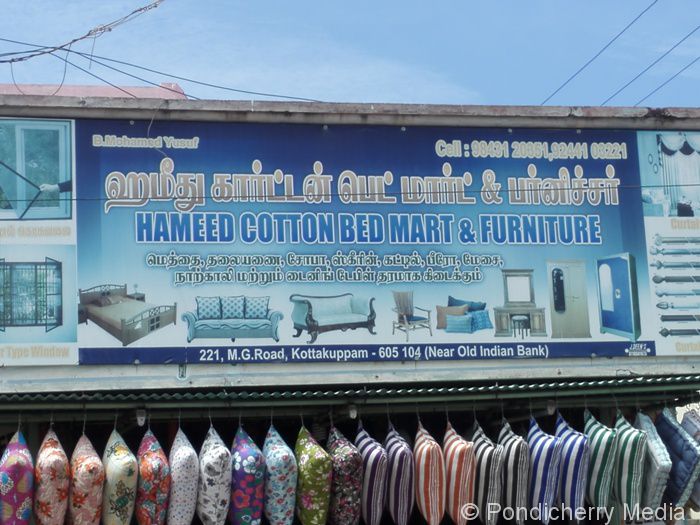 B.Mohamed Yusuf
Cell : 98431 20951,92441 08221
ஹமீது கார்ட்டன் பெட் மார்ட் & பர்னிச்சர்
HAMEED COTTON BED MART & FURNITURE
மெத்தை, தலையணை, சோபா, ஸ்கிரீன், கட்டில், பீரோ, மேசை,
நாற்காலி மற்றும் டைனிங் டேபிள் தரமாக கிடைக்கும்
Type Window
221, M.G.Road, Kottakuppam - 605 104 (Near Old Indian Bank)
© Pondicherry Media